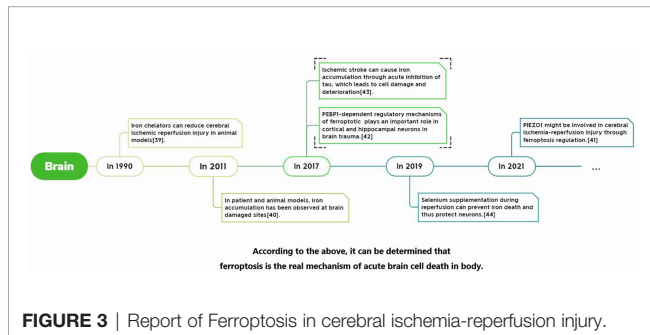 Ischemic stroke can cause iron
accumulation through acute inhibition of
tau, which leads to cell damage and
deterioration[43].
Iron chelators can reduce cerebral
ischemic reperfusion injury in animal
models[39].
PEBP1-dependent regulatory mechanisms
of ferroptotic plays an important role in
cortical and hippocampal neurons in
brain trauma.[42]
PIEZO1 might be involved in cerebral
ischemia-reperfusion injury through
ferroptosis regulation.[41]
Brain
In 1990
In 2011
In 2017
In 2019
In 2021
...
In patient and animal models, iron
accumulation has been observed at brain
damaged sites[40].
Selenium supplementation during
reperfusion can prevent iron death and
thus protect neurons.[44]
According to the above, it can be determined that
ferroptosis is the real mechanism of acute brain cell death in body.
FIGURE 3 | Report of Ferroptosis in cerebral ischemia-reperfusion injury.